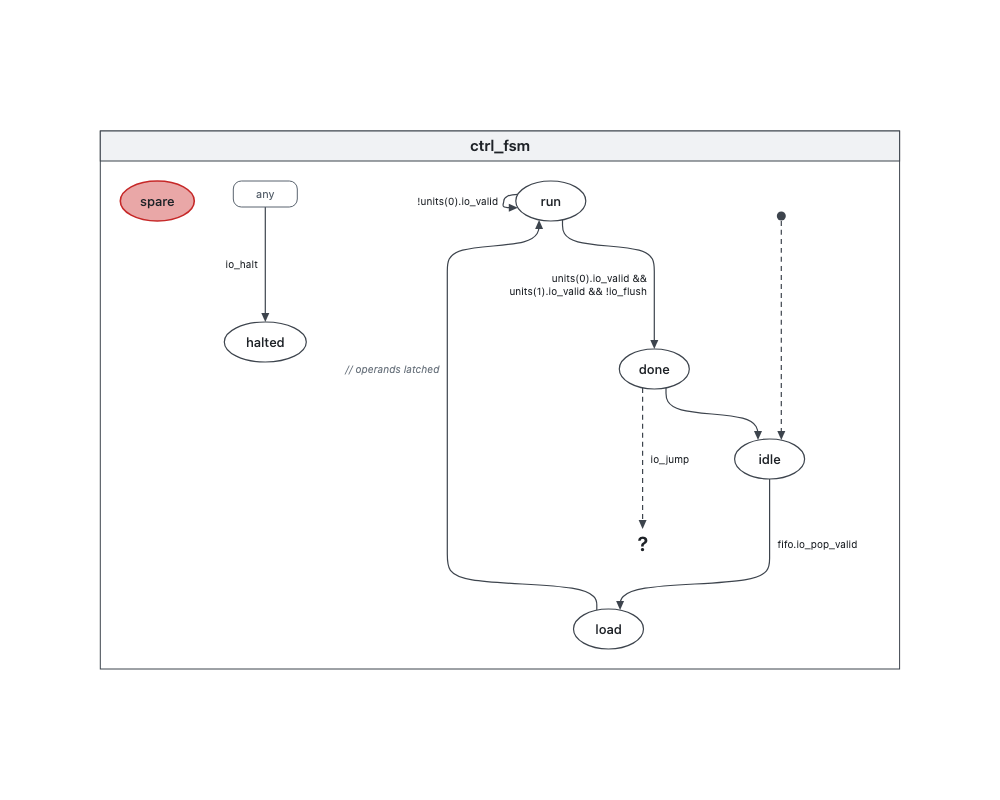 ctrl_fsm
spare
any
!units(0).io_valid
run
io_halt
units(0).io_valid &&
units(1).io_valid && !io_flush
halted
// operands latched
done
io_jump
idle
?
fifo.io_pop_valid
load